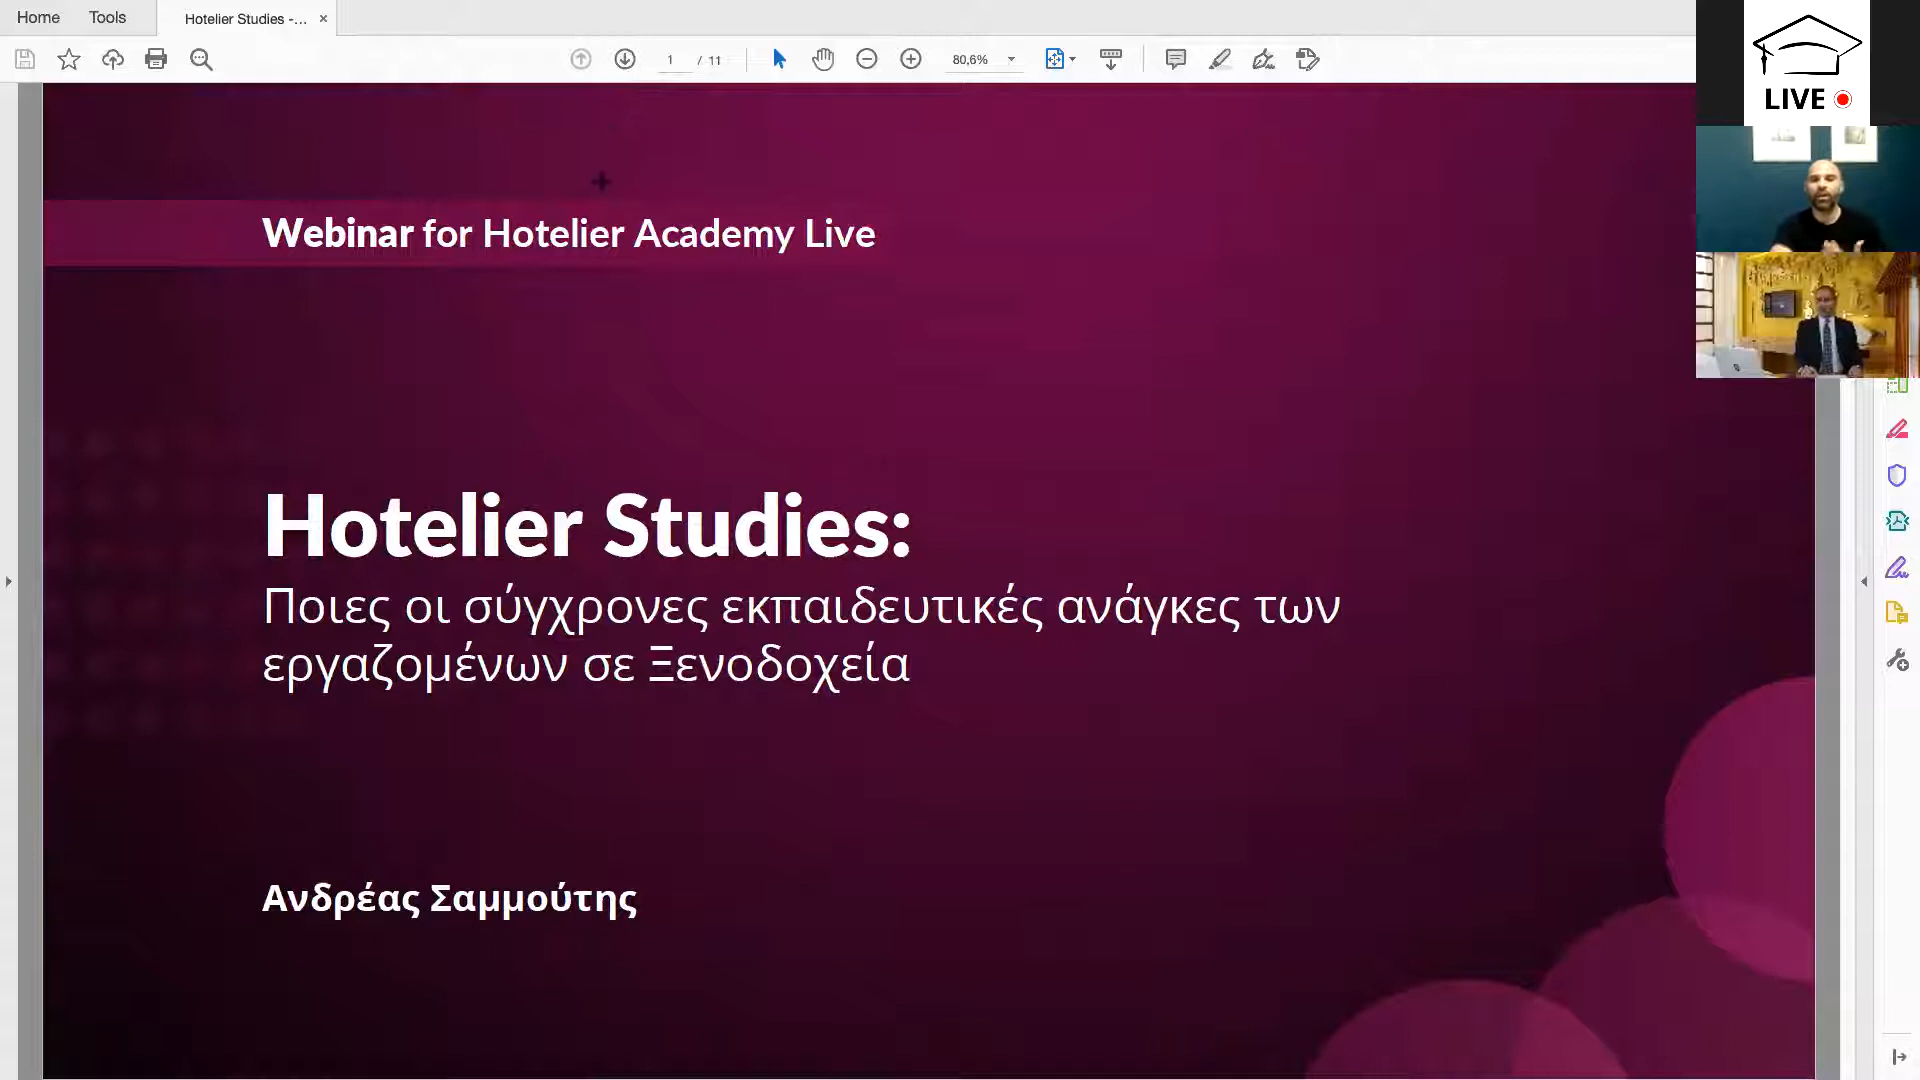 Home Tools Hotelier Studies -... ×
1 / 11 80,6%
LIVE
Webinar for Hotelier Academy Live
Hotelier Studies:
Ποιες οι σύγχρονες εκπαιδευτικές ανάγκες των
εργαζομένων σε Ξενοδοχεία
Ανδρέας Σαμμούτης